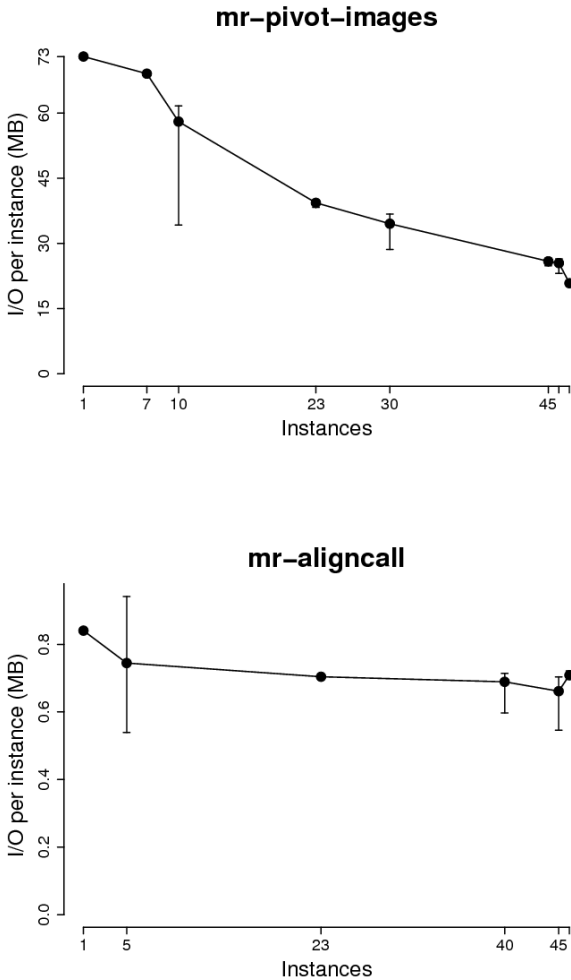 mr−pivot−images
I/O per instance (MB)
73
60
45
30
15
0
1 7 10 23 30 45
Instances
mr−aligncall
I/O per instance (MB)
0.8
0.6
0.4
0.2
0.0
1 5 23 40 45
Instances